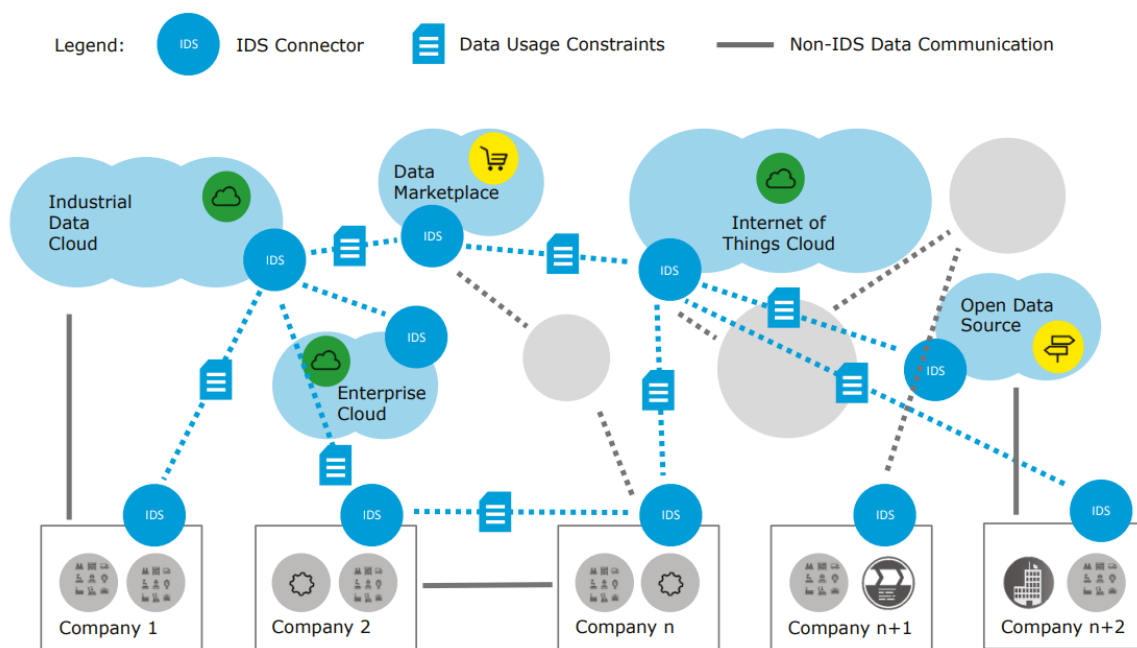 Legend:
IDS
IDS Connector
Data Usage Constraints
Non-IDS Data Communication
Industrial
Data
Cloud
IDS
Data
Marketplace
IDS
Internet of
Things Cloud
IDS
Open Data
Source
IDS
IDS
Enterprise
Cloud
IDS
IDS
IDS
IDS
IDS
Company 1
Company 2
Company n
Company n+1
Company n+2